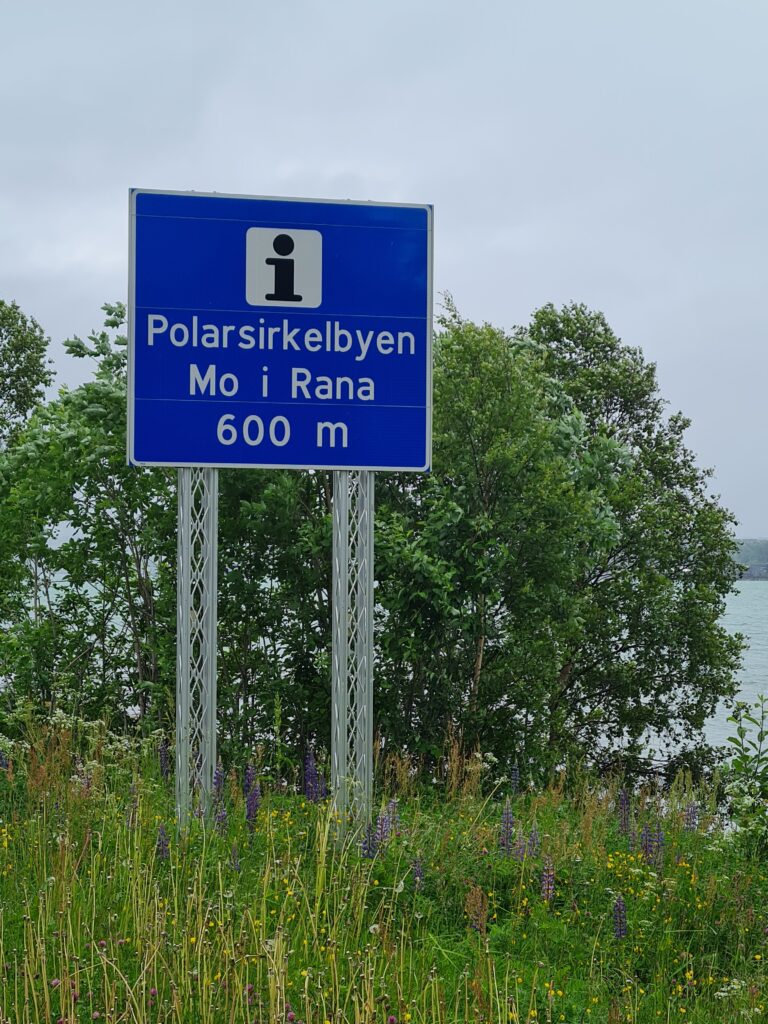 Polarsirkelbyen
Mo i Rana
600 m